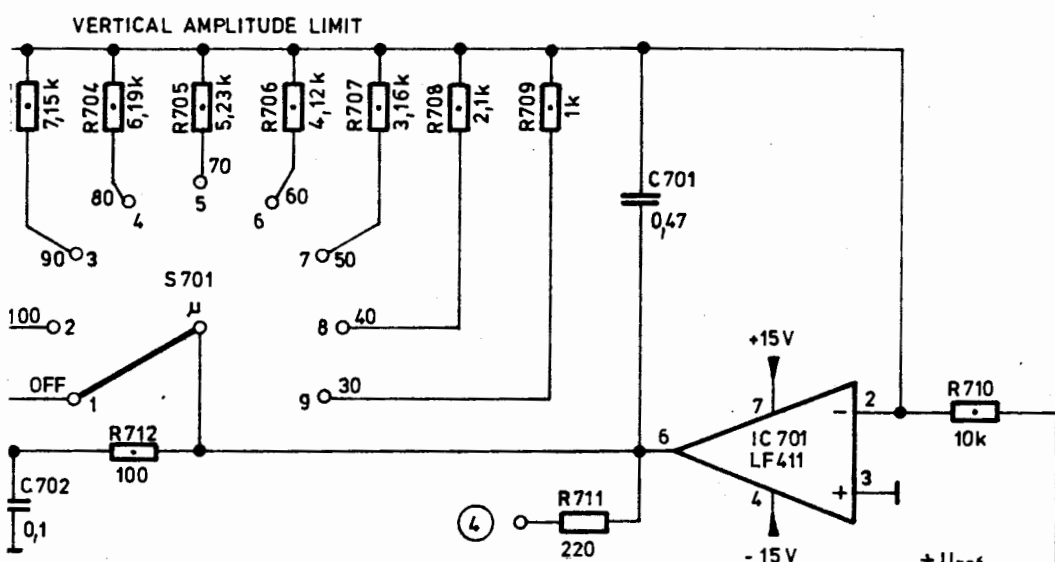 VERTICAL AMPLITUDE LIMIT
7,15k
R704
6,19k
R705
5,23k
R706
4,12k
R707
3,16k
R708
2,1k
R709
1k
C701
0,47
80
4
70
5
60
6
90
3
7
50
S701
μ
100
2
8
40
OFF
1
30
9
+15V
R710
10k
7
2
6
IC701
LF411
3
4
-15V
R712
100
C702
0,1
4
R711
220